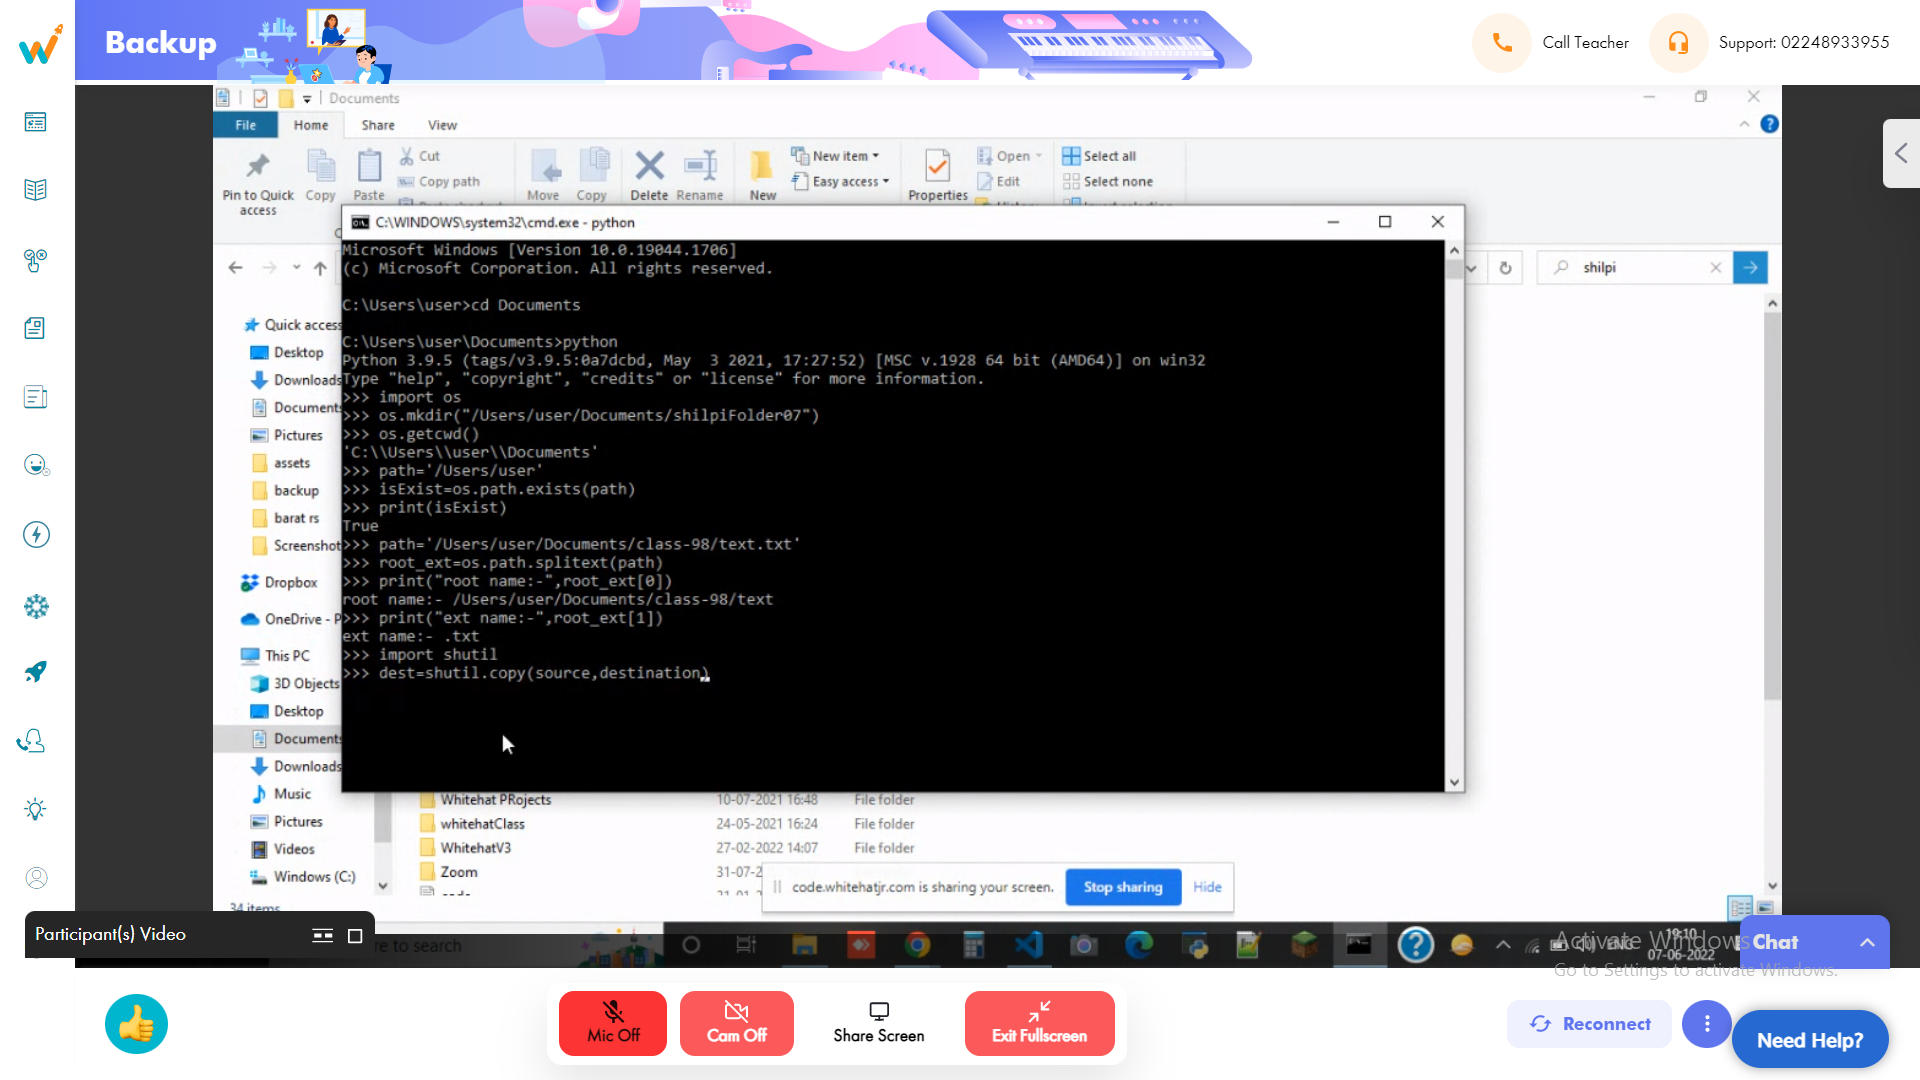 Backup
Call Teacher
Support: 02248933955
Documents
File
Home
Share
View
Pin to Quick
access
Copy
Paste
Cut
Copy path
Move
Copy
Delete
Rename
New
New item
Easy access
Properties
Open
Edit
Select all
Select none
C:\WINDOWS\system32\cmd.exe - python
Microsoft Windows [Version 10.0.19044.1706]
(c) Microsoft Corporation. All rights reserved.
C:\Users\user>cd Documents
C:\Users\user\Documents>python
Python 3.9.5 (tags/v3.9.5:0a7dcbd, May  3 2021, 17:27:52) [MSC v.1928 64 bit (AMD64)] on win32
Type "help", "copyright", "credits" or "license" for more information.
>>> import os
>>> os.mkdir("/Users/user/Documents/shilpiFolder07")
>>> os.getcwd()
'C:\\Users\\user\\Documents'
>>> path='/Users/user'
>>> isExist=os.path.exists(path)
>>> print(isExist)
True
>>> path='/Users/user/Documents/class-98/text.txt'
>>> root_ext=os.path.splitext(path)
>>> print("root name:-",root_ext[0])
root name:- /Users/user/Documents/class-98/text
>>> print("ext name:-",root_ext[1])
ext name:- .txt
>>> import shutil
>>> dest=shutil.copy(source,destination)
shilpi
Quick access
Desktop
Downloads
Documents
Pictures
assets
backup
barat rs
Screenshot
Dropbox
OneDrive - P
This PC
3D Objects
Desktop
Documents
Downloads
Music
Pictures
Videos
Windows (C:)
34 items
Whitehat PRojects 10-07-2021 16:48 File folder
whitehatClass 24-05-2021 16:24 File folder
WhitehatV3 27-02-2022 14:07 File folder
Zoom 31-07-2
code.whitehatjr.com is sharing your screen.
Stop sharing
Hide
Participant(s) Video
re to search
19:10
07-06-2022
Activate Windows
Go to Settings to activate Windows.
Chat
Mic Off
Cam Off
Share Screen
Exit Fullscreen
Reconnect
Need Help?